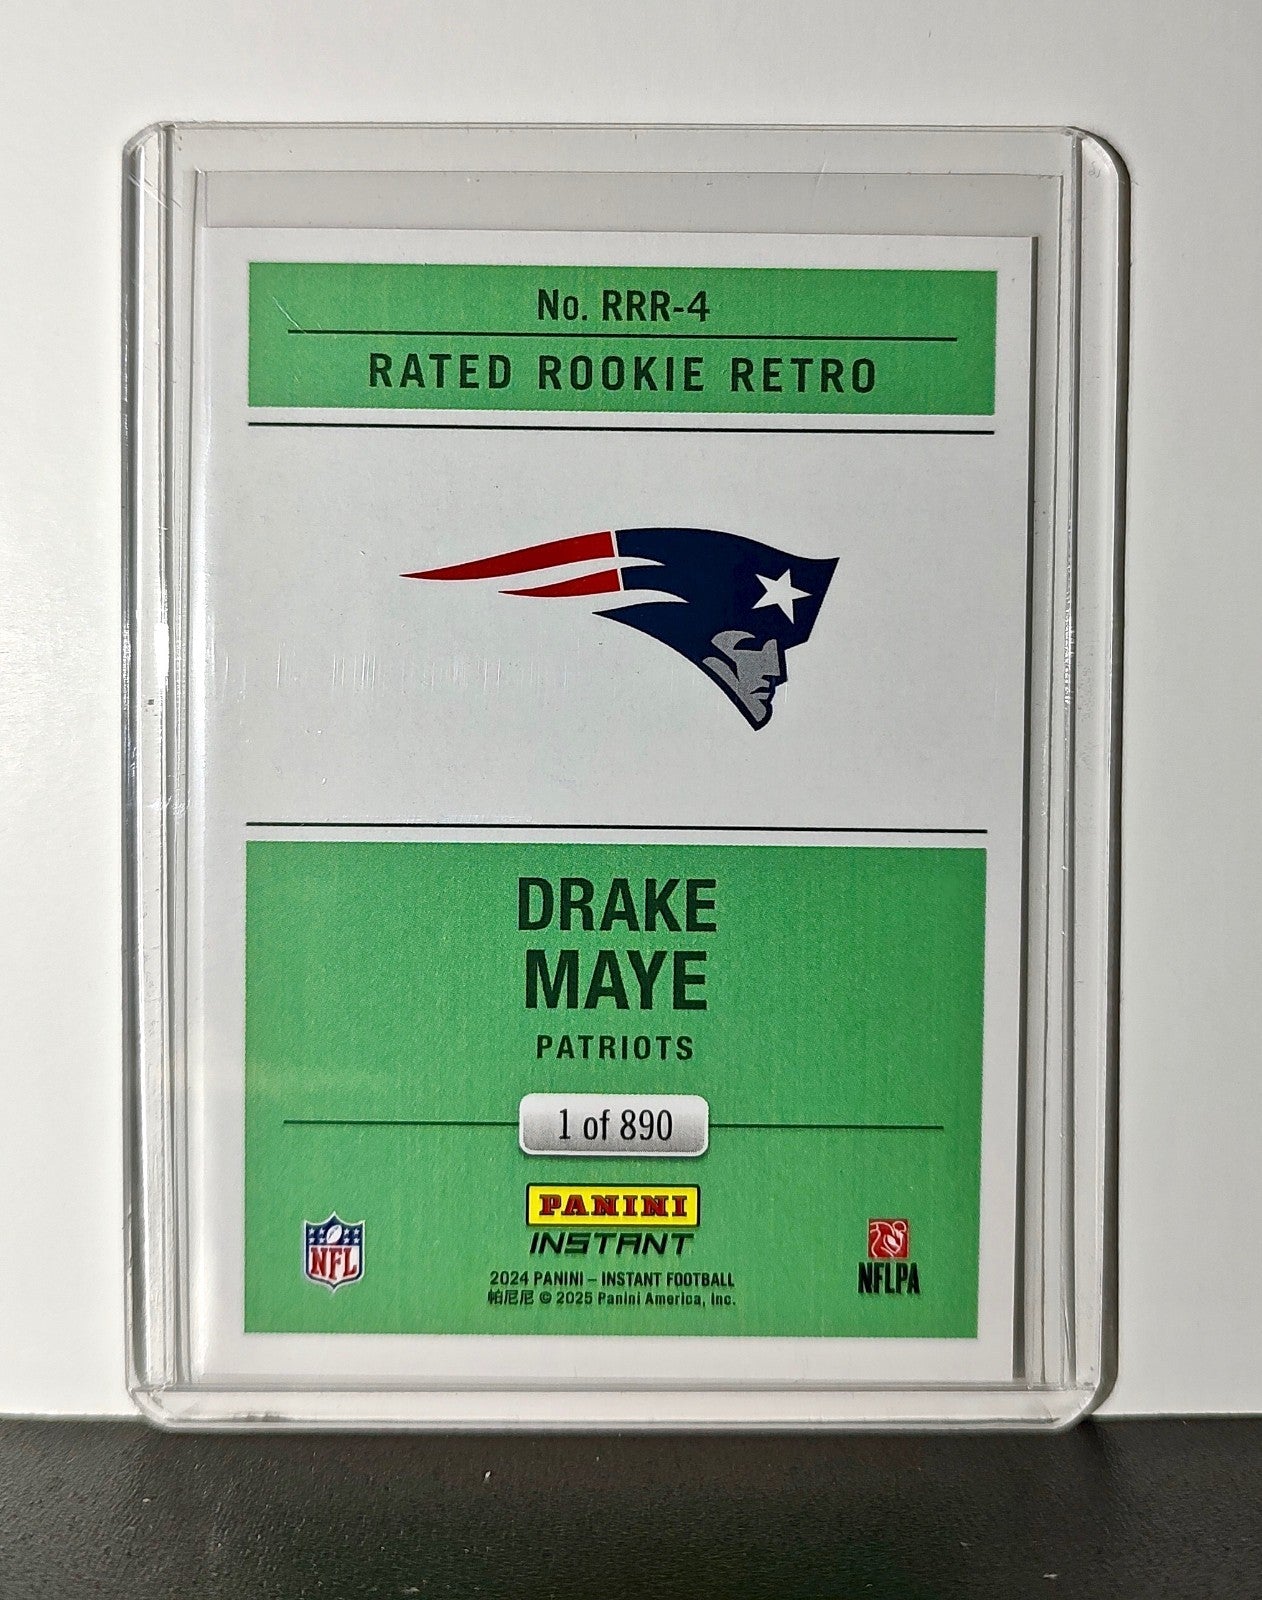 No. RRR-4
RATED ROOKIE RETRO
DRAKE
MAYE
PATRIOTS
1 of 890
PANINI
INSTANT
NFL
NFLPA
2024 PANINI – INSTANT FOOTBALL
帕尼尼 © 2025 Panini America, Inc.